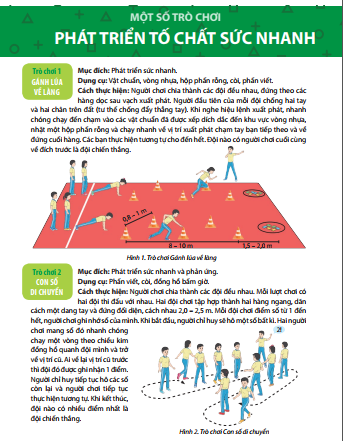 MỘT SỐ TRÒ CHƠI
PHÁT TRIỂN TỐ CHẤT SỨC NHANH
Trò chơi 1
GÁNH LÚA
VỀ LÀNG
Mục đích: Phát triển sức nhanh.
Dụng cụ: Vật chuẩn, vòng nhựa, hộp phấn rỗng, còi, phấn viết.
Cách thực hiện: Người chơi chia thành các đội đều nhau, đứng theo các
hàng dọc sau vạch xuất phát. Người đầu tiên của mỗi đội chống hai tay
và hai chân trên đất (tư thế chống đẩy thẳng tay). Khi nghe hiệu lệnh xuất phát, nhanh
chóng chạy đến chạm vào các vật chuẩn đã được xếp dích dắc đến khu vực vòng nhựa,
nhặt một hộp phấn rỗng và chạy nhanh về vị trí xuất phát chạm tay bạn tiếp theo và về
đứng cuối hàng. Các bạn thực hiện tương tự cho đến hết. Đội nào có người chơi cuối cùng
về đích trước là đội chiến thắng.
0,8 – 1 m
8 – 10 m
1,5 – 2,0 m
Hình 1. Trò chơi Gánh lúa về làng
Trò chơi 2
CON SỐ
DI CHUYỂN
Mục đích: Phát triển sức nhanh và phản ứng.
Dụng cụ: Phấn viết, còi, đồng hồ bấm giờ.
Cách thực hiện: Người chơi chia thành các đội đều nhau. Mỗi lượt chơi có
hai đội thi đấu với nhau. Hai đội chơi tập hợp thành hai hàng ngang, dãn
cách một dang tay và đứng đối diện, cách nhau 2,0 – 2,5 m. Mỗi đội chơi điểm số từ 1 đến
hết, người chơi ghi nhớ số của mình. Khi bắt đầu, người chỉ huy sẽ hô một số bất kì. Hai người
chơi mang số đó nhanh chóng
chạy một vòng theo chiều kim
đồng hồ quanh đội mình và trở
về vị trí cũ. Ai về lại vị trí cũ trước
thì đội đó được ghi nhận 1 điểm.
Người chỉ huy tiếp tục hô các số
còn lại và người chơi tiếp tục
thực hiện tương tự. Khi kết thúc,
đội nào có nhiều điểm nhất là
đội chiến thắng.
2!
Hình 2. Trò chơi Con số di chuyển